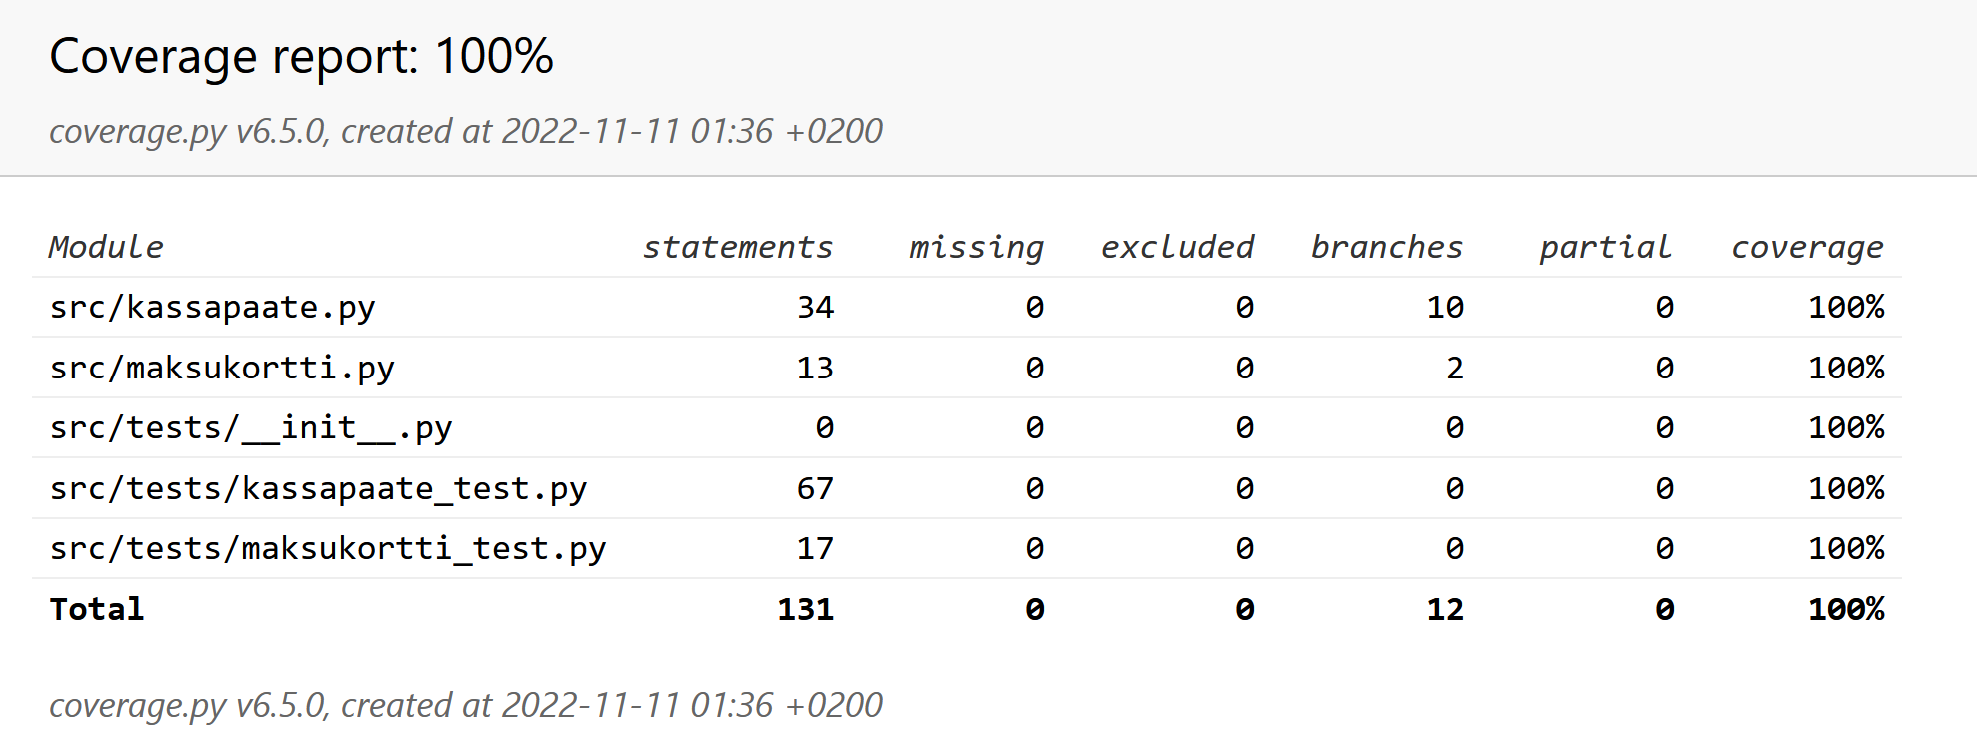 Coverage report: 100%
coverage.py v6.5.0, created at 2022-11-11 01:36 +0200
Module statements missing excluded branches partial coverage
src/kassapaate.py 34 0 0 10 0 100%
src/maksukortti.py 13 0 0 2 0 100%
src/tests/__init__.py 0 0 0 0 0 100%
src/tests/kassapaate_test.py 67 0 0 0 0 100%
src/tests/maksukortti_test.py 17 0 0 0 0 100%
Total 131 0 0 12 0 100%
coverage.py v6.5.0, created at 2022-11-11 01:36 +0200